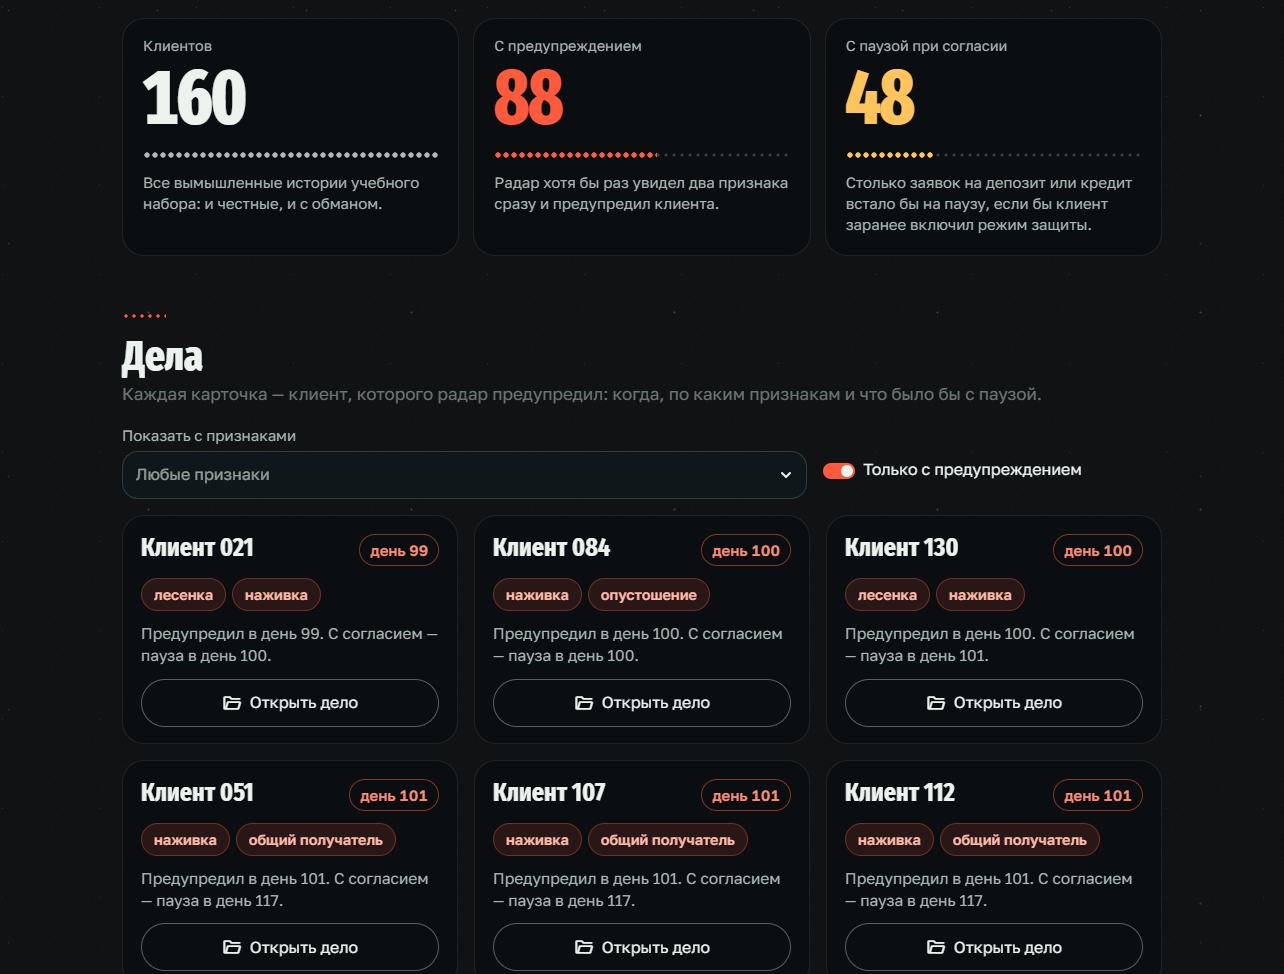 Клиентов
160
Все вымышленные истории учебного
набора: и честные, и с обманом.
С предупреждением
88
Радар хотя бы раз увидел два признака
сразу и предупредил клиента.
С паузой при согласии
48
Столько заявок на депозит или кредит
встало бы на паузу, если бы клиент
заранее включил режим защиты.
Дела
Каждая карточка — клиент, которого радар предупредил: когда, по каким признакам и что было бы с паузой.
Показать с признаками
Любые признаки
Только с предупреждением
Клиент 021
день 99
лесенка
наживка
Предупредил в день 99. С согласием —
пауза в день 100.
Открыть дело
Клиент 084
день 100
наживка
опустошение
Предупредил в день 100. С согласием
— пауза в день 100.
Открыть дело
Клиент 130
день 100
лесенка
наживка
Предупредил в день 100. С согласием
— пауза в день 101.
Открыть дело
Клиент 051
день 101
наживка
общий получатель
Предупредил в день 101. С согласием
— пауза в день 117.
Открыть дело
Клиент 107
день 101
наживка
общий получатель
Предупредил в день 101. С согласием
— пауза в день 117.
Открыть дело
Клиент 112
день 101
наживка
общий получатель
Предупредил в день 101. С согласием
— пауза в день 117.
Открыть дело